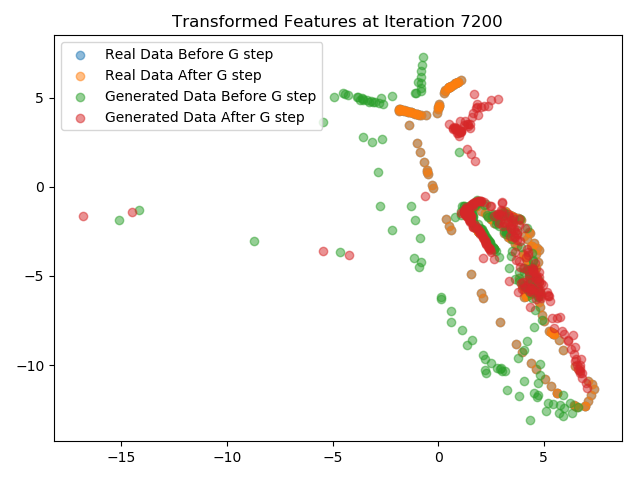 Transformed Features at Iteration 7200
Real Data Before G step
Real Data After G step
Generated Data Before G step
Generated Data After G step
5
0
−5
−10
−15
−10
−5
0
5